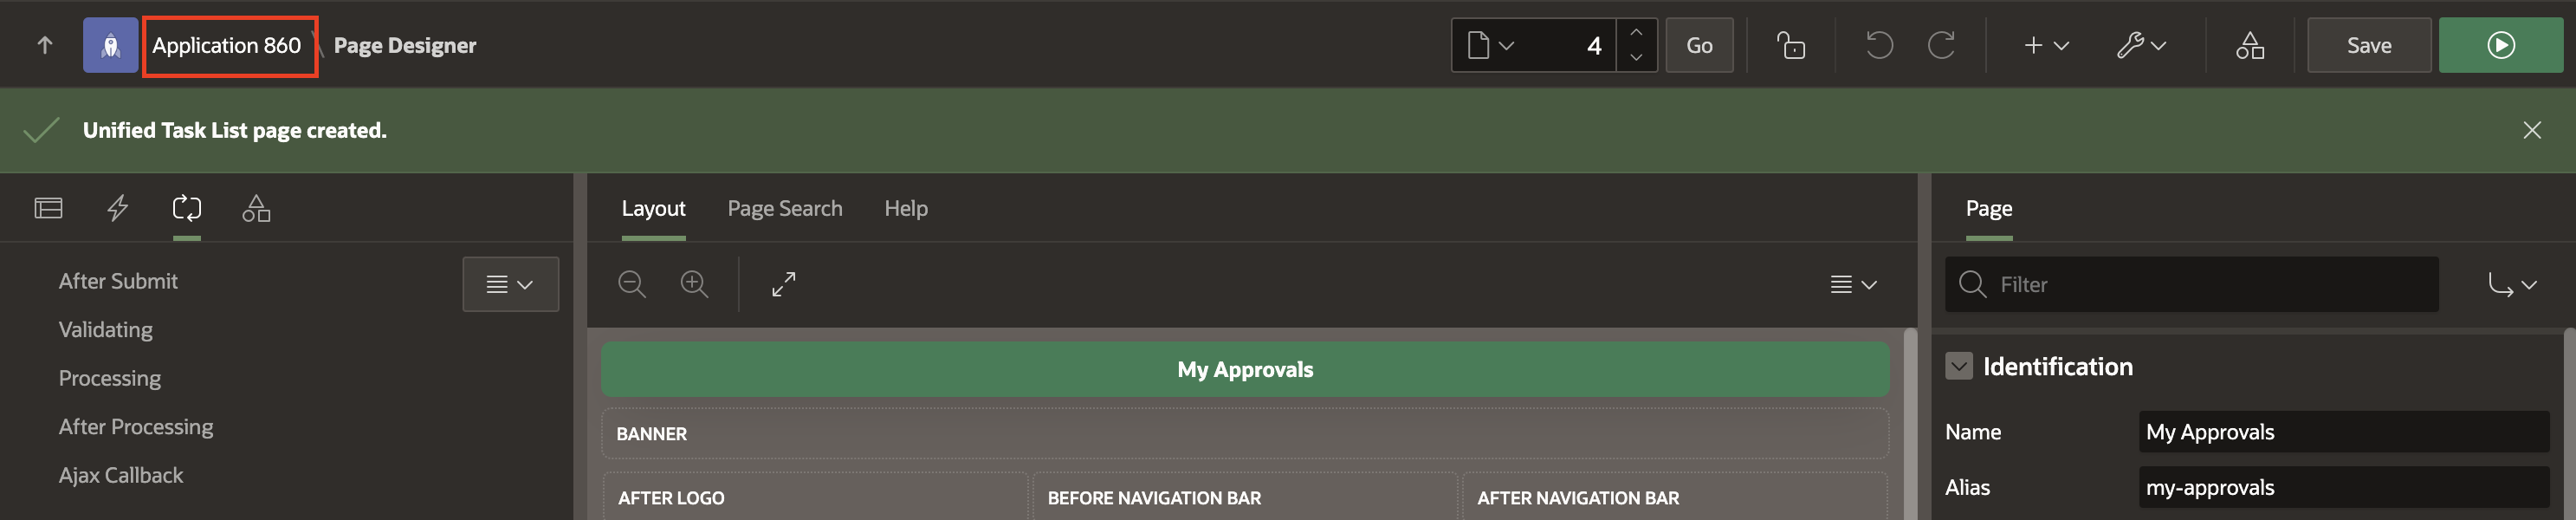 Application 860 \ Page Designer
4
Go
Save
Unified Task List page created.
After Submit
Validating
Processing
After Processing
Ajax Callback
Layout
Page Search
Help
My Approvals
BANNER
AFTER LOGO
BEFORE NAVIGATION BAR
AFTER NAVIGATION BAR
Page
Filter
Identification
Name My Approvals
Alias my-approvals